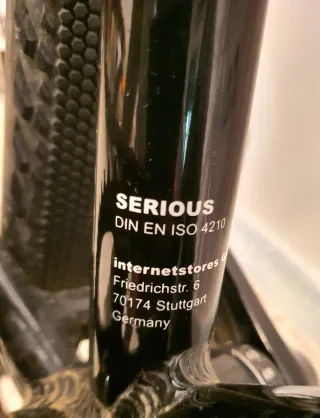 SERIOUS
DIN EN ISO 4210
internetstores
Friedrichstr. 6
70174 Stuttgart
Germany